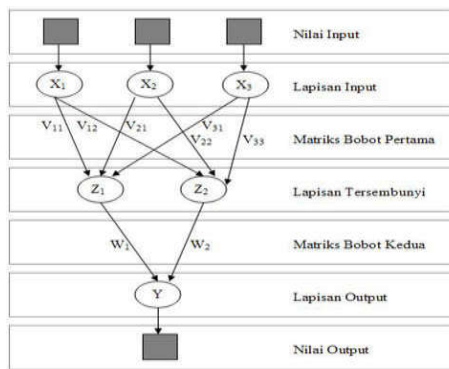 Nilai Input
X1 X2 X3 Lapisan Input
V11 V12 V21 V31
V22 V33 Matriks Bobot Pertama
Z1 Z2 Lapisan Tersembunyi
W1 W2 Matriks Bobot Kedua
Y Lapisan Output
Nilai Output